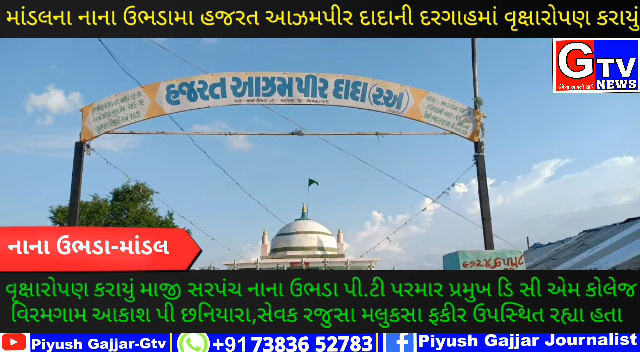 માંડલના નાના ઉભડામા હજરત આઝમપીર દાદાની દરગાહમાં વૃક્ષારોપણ કરાયું
GTV
NEWS
હજરત આઝમપીર દાદા (રઅ)
નાના ઉભડા-માંડલ
વૃક્ષારોપણ કરાયું માજી સરપંચ નાના ઉભડા પી.ટી પરમાર પ્રમુખ ડિ સી એમ કોલેજ
વિરમગામ આકાશ પી છનિયારા,સેવક રજુસા મલુકસા ફકીર ઉપસ્થિત રહ્યા હતા
Piyush Gajjar-Gtv
+91 73836 52783
Piyush Gajjar Journalist